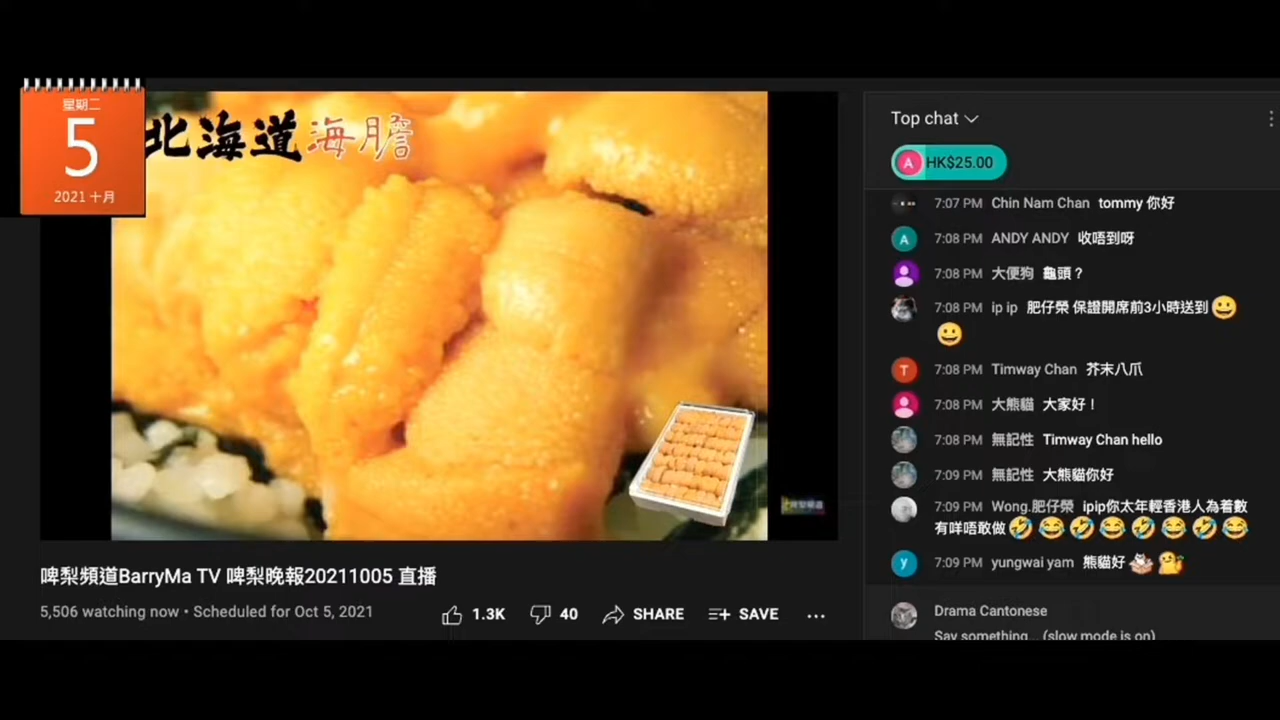 星期二
5
2021 十月
北海道海膽
啤梨頻道BarryMa TV 啤梨晚報20211005 直播
5,506 watching now • Scheduled for Oct 5, 2021
1.3K
40
SHARE
SAVE
Top chat
A HK$25.00
7:07 PM Chin Nam Chan tommy 你好
A 7:08 PM ANDY ANDY 收唔到呀
7:08 PM 大便狗 龜頭？
7:08 PM ip ip 肥仔榮 保證開席前3小時送到😀
😀
T 7:08 PM Timway Chan 芥末八爪
7:08 PM 大熊貓 大家好！
7:08 PM 無記性 Timway Chan hello
7:09 PM 無記性 大熊貓你好
7:09 PM Wong.肥仔榮 ipip你太年輕香港人為着數
有咩唔敢做🤣😂🤣😂🤣😂🤣😂
y 7:09 PM yungwai yam 熊貓好
Drama Cantonese
Say something... (slow mode is on)